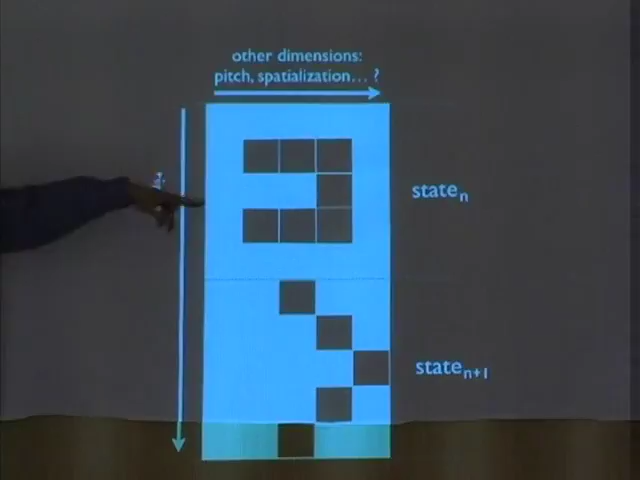 other dimensions:
pitch, spatialization... ?
state n
state n+1